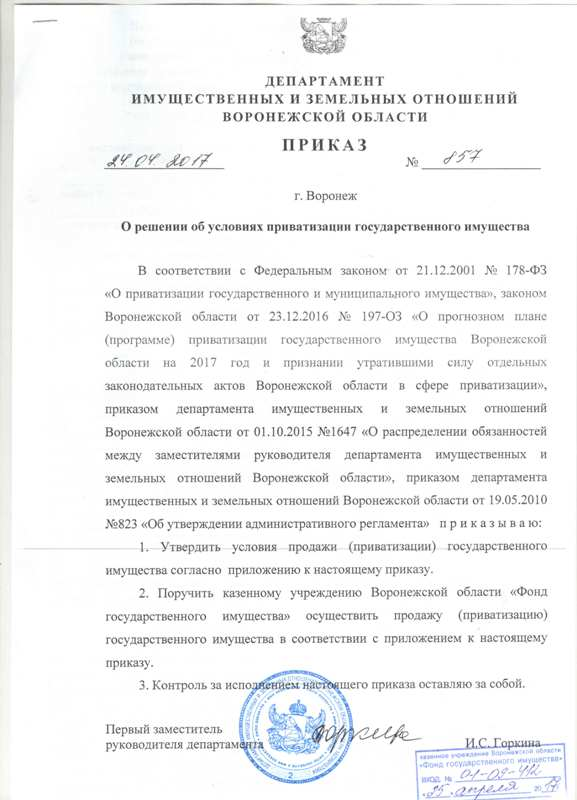 ДЕПАРТАМЕНТ
ИМУЩЕСТВЕННЫХ И ЗЕМЕЛЬНЫХ ОТНОШЕНИЙ
ВОРОНЕЖСКОЙ ОБЛАСТИ
ПРИКАЗ
24.04.2017 № 857
г. Воронеж
О решении об условиях приватизации государственного имущества
В соответствии с Федеральным законом от 21.12.2001 № 178-ФЗ
«О приватизации государственного и муниципального имущества», законом
Воронежской области от 23.12.2016 № 197-ОЗ «О прогнозном плане
(программе) приватизации государственного имущества Воронежской
области на 2017 год и признании утратившими силу отдельных
законодательных актов Воронежской области в сфере приватизации»,
приказом департамента имущественных и земельных отношений
Воронежской области от 01.10.2015 №1647 «О распределении обязанностей
между заместителями руководителя департамента имущественных и
земельных отношений Воронежской области», приказом департамента
имущественных и земельных отношений Воронежской области от 19.05.2010
№823 «Об утверждении административного регламента» п р и к а з ы в а ю:
1. Утвердить условия продажи (приватизации) государственного
имущества согласно приложению к настоящему приказу.
2. Поручить казенному учреждению Воронежской области «Фонд
государственного имущества» осуществить продажу (приватизацию)
государственного имущества в соответствии с приложением к настоящему
приказу.
3. Контроль за исполнением настоящего приказа оставляю за собой.
Первый заместитель
руководителя департамента И.С. Горкина
казенное учреждение Воронежской области
«Фонд государственного имущества»
ВХОД. № 01-09-412
«25» апреля 2017
2